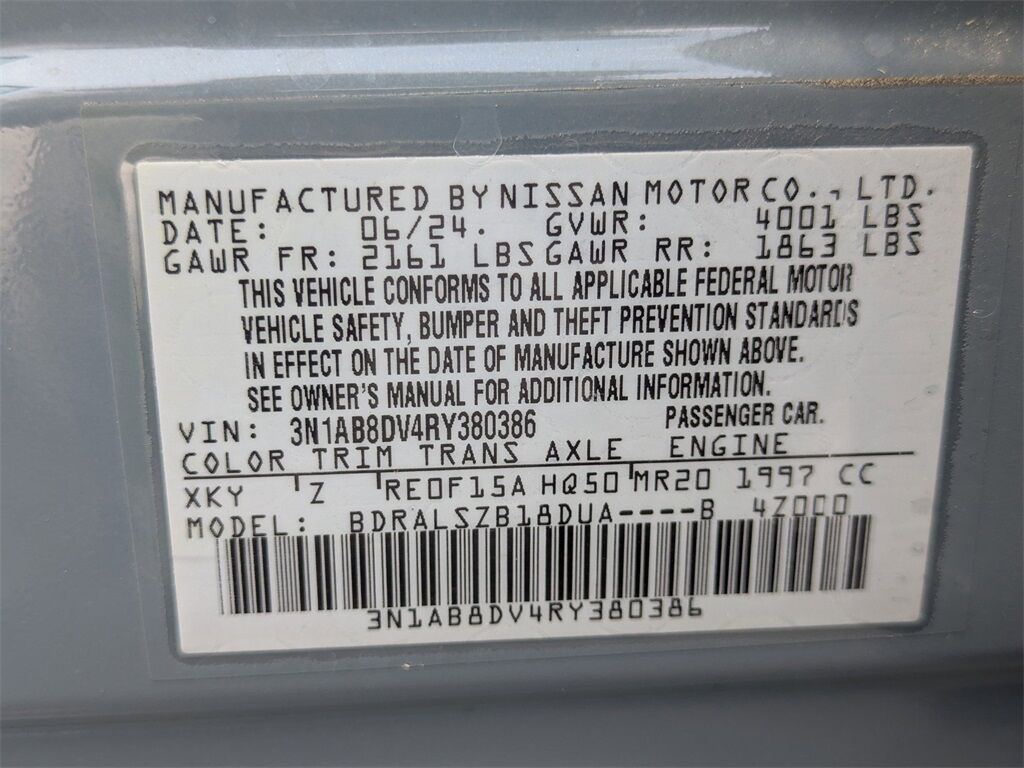 MANUFACTURED BY NISSAN MOTOR CO., LTD.
DATE: 06/24. GVWR: 4001 LBS
GAWR FR: 2161 LBS GAWR RR: 1863 LBS
THIS VEHICLE CONFORMS TO ALL APPLICABLE FEDERAL MOTOR
VEHICLE SAFETY, BUMPER AND THEFT PREVENTION STANDARDS
IN EFFECT ON THE DATE OF MANUFACTURE SHOWN ABOVE.
SEE OWNER'S MANUAL FOR ADDITIONAL INFORMATION.
VIN: 3N1AB8DV4RY380386 PASSENGER CAR.
COLOR TRIM TRANS AXLE ENGINE
XKY Z RE0F15A HQ50 MR20 1997 CC
MODEL: BDRALSZB18DUA----B 4Z000
3N1AB8DV4RY380386